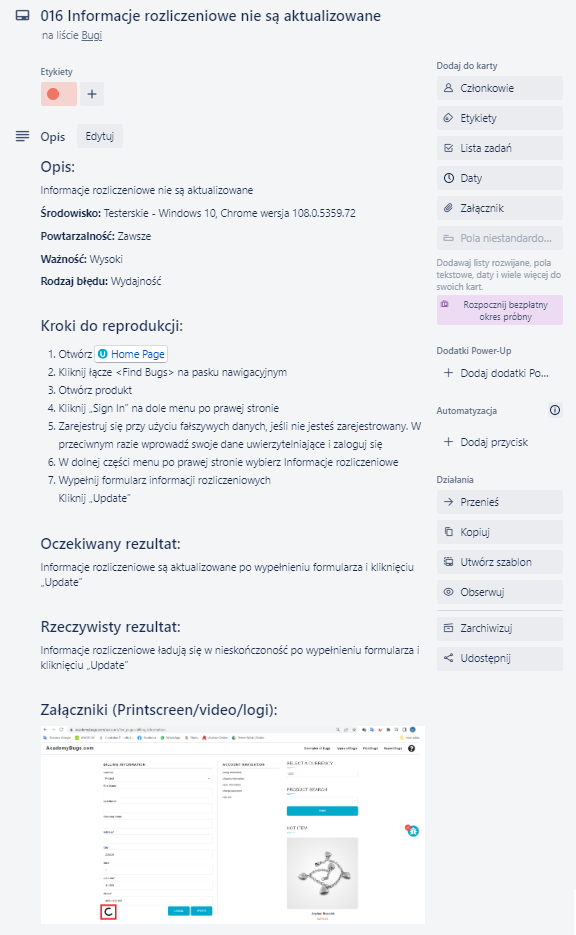 016 Informacje rozliczeniowe nie są aktualizowane
na liście Bugi
Etykiety
Opis
Edytuj
Opis:
Informacje rozliczeniowe nie są aktualizowane
Środowisko: Testerskie - Windows 10, Chrome wersja 108.0.5359.72
Powtarzalność: Zawsze
Ważność: Wysoki
Rodzaj błędu: Wydajność
Kroki do reprodukcji:
1. Otwórz Home Page
2. Kliknij łącze <Find Bugs> na pasku nawigacyjnym
3. Otwórz produkt
4. Kliknij „Sign In” na dole menu po prawej stronie
5. Zarejestruj się przy użyciu fałszywych danych, jeśli nie jesteś zarejestrowany. W
przeciwnym razie wprowadź swoje dane uwierzytelniające i zaloguj się
6. W dolnej części menu po prawej stronie wybierz Informacje rozliczeniowe
7. Wypełnij formularz informacji rozliczeniowych
Kliknij „Update”
Oczekiwany rezultat:
Informacje rozliczeniowe są aktualizowane po wypełnieniu formularza i kliknięciu
„Update”
Rzeczywisty rezultat:
Informacje rozliczeniowe ładują się w nieskończoność po wypełnieniu formularza i
kliknięciu „Update”
Załączniki (Printscreen/video/logi):
AcademyBugs.com
BILLING INFORMATION
ACCOUNT NAVIGATION
SELECT A CURRENCY
PRODUCT SEARCH
HOT ITEM
Dodaj do karty
Członkowie
Etykiety
Lista zadań
Daty
Załącznik
Pola niestandardo...
Dodawaj listy rozwijane, pola
tekstowe, daty i wiele więcej do
swoich kart.
Rozpocznij bezpłatny
okres próbny
Dodatki Power-Up
Dodaj dodatki Po...
Automatyzacja
Dodaj przycisk
Działania
Przenieś
Kopiuj
Utwórz szablon
Obserwuj
Zarchiwizuj
Udostępnij